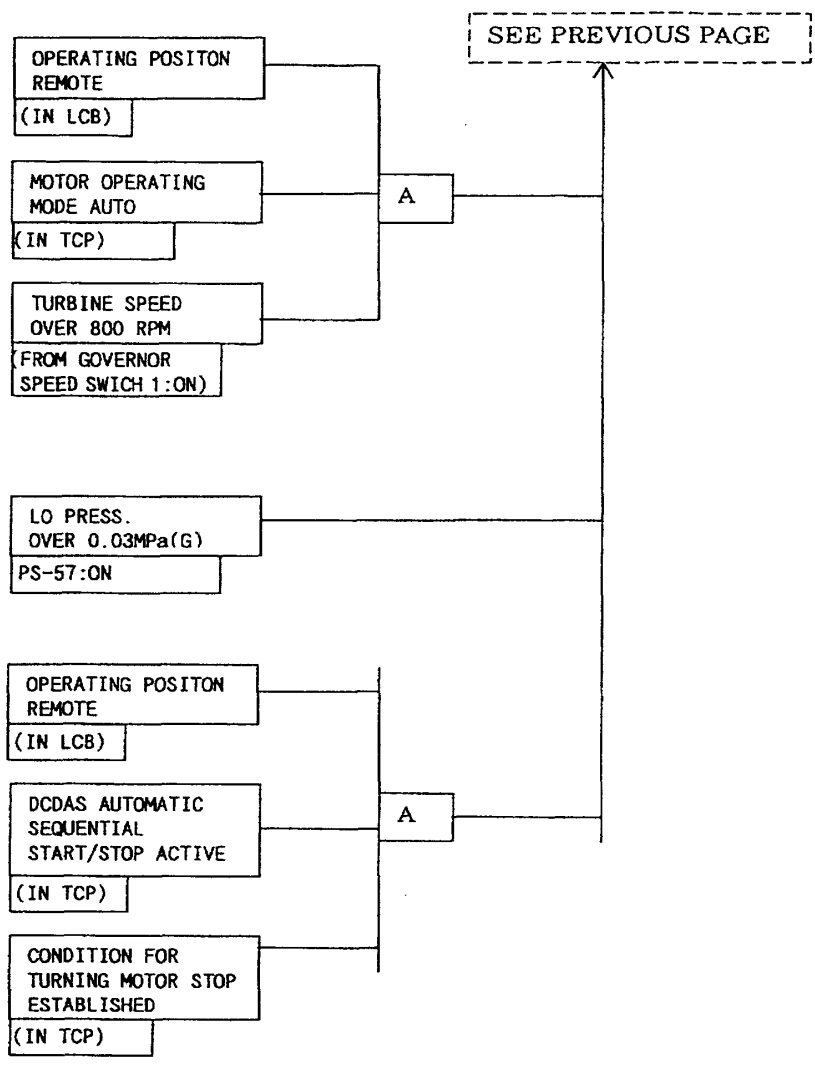 SEE PREVIOUS PAGE
OPERATING POSITON
REMOTE
(IN LCB)
MOTOR OPERATING
MODE AUTO
(IN TCP)
A
TURBINE SPEED
OVER 800 RPM
(FROM GOVERNOR
SPEED SWICH 1:ON)
LO PRESS.
OVER 0.03MPa(G)
PS-57:ON
OPERATING POSITON
REMOTE
(IN LCB)
DCDAS AUTOMATIC
SEQUENTIAL
START/STOP ACTIVE
(IN TCP)
A
CONDITION FOR
TURNING MOTOR STOP
ESTABLISHED
(IN TCP)